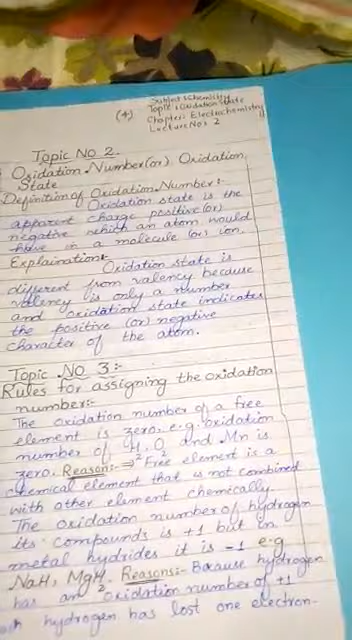 (4)
Subject: Chemistry
Topic: Oxidation State
Chapter: Electrochemistry
Lecture No: 2
Topic No 2.
Oxidation Number (or) Oxidation
State
Definition of Oxidation Number:-
Oxidation state is the
apparent charge positive (or)
negative which an atom would
have in a molecule (or) ion.
Explaination:-
Oxidation state is
different from valency because
valency is only a number
and oxidation state indicates
the positive (or) negative
character of the atom.
Topic No 3:-
Rules for assigning the oxidation
number:-
The oxidation number of a free
element is zero. e.g. oxidation
number of H, O₂ and Mn is
zero. Reasons:-⇒ Free element is a
chemical element that is not combined
with other element chemically.
The oxidation number of hydrogen
its compounds is +1 but in
metal hydrides it is -1 e.g
NaH, MgH₂. Reasons:- Because hydrogen
has an oxidation number of +1
hydrogen has lost one electron.